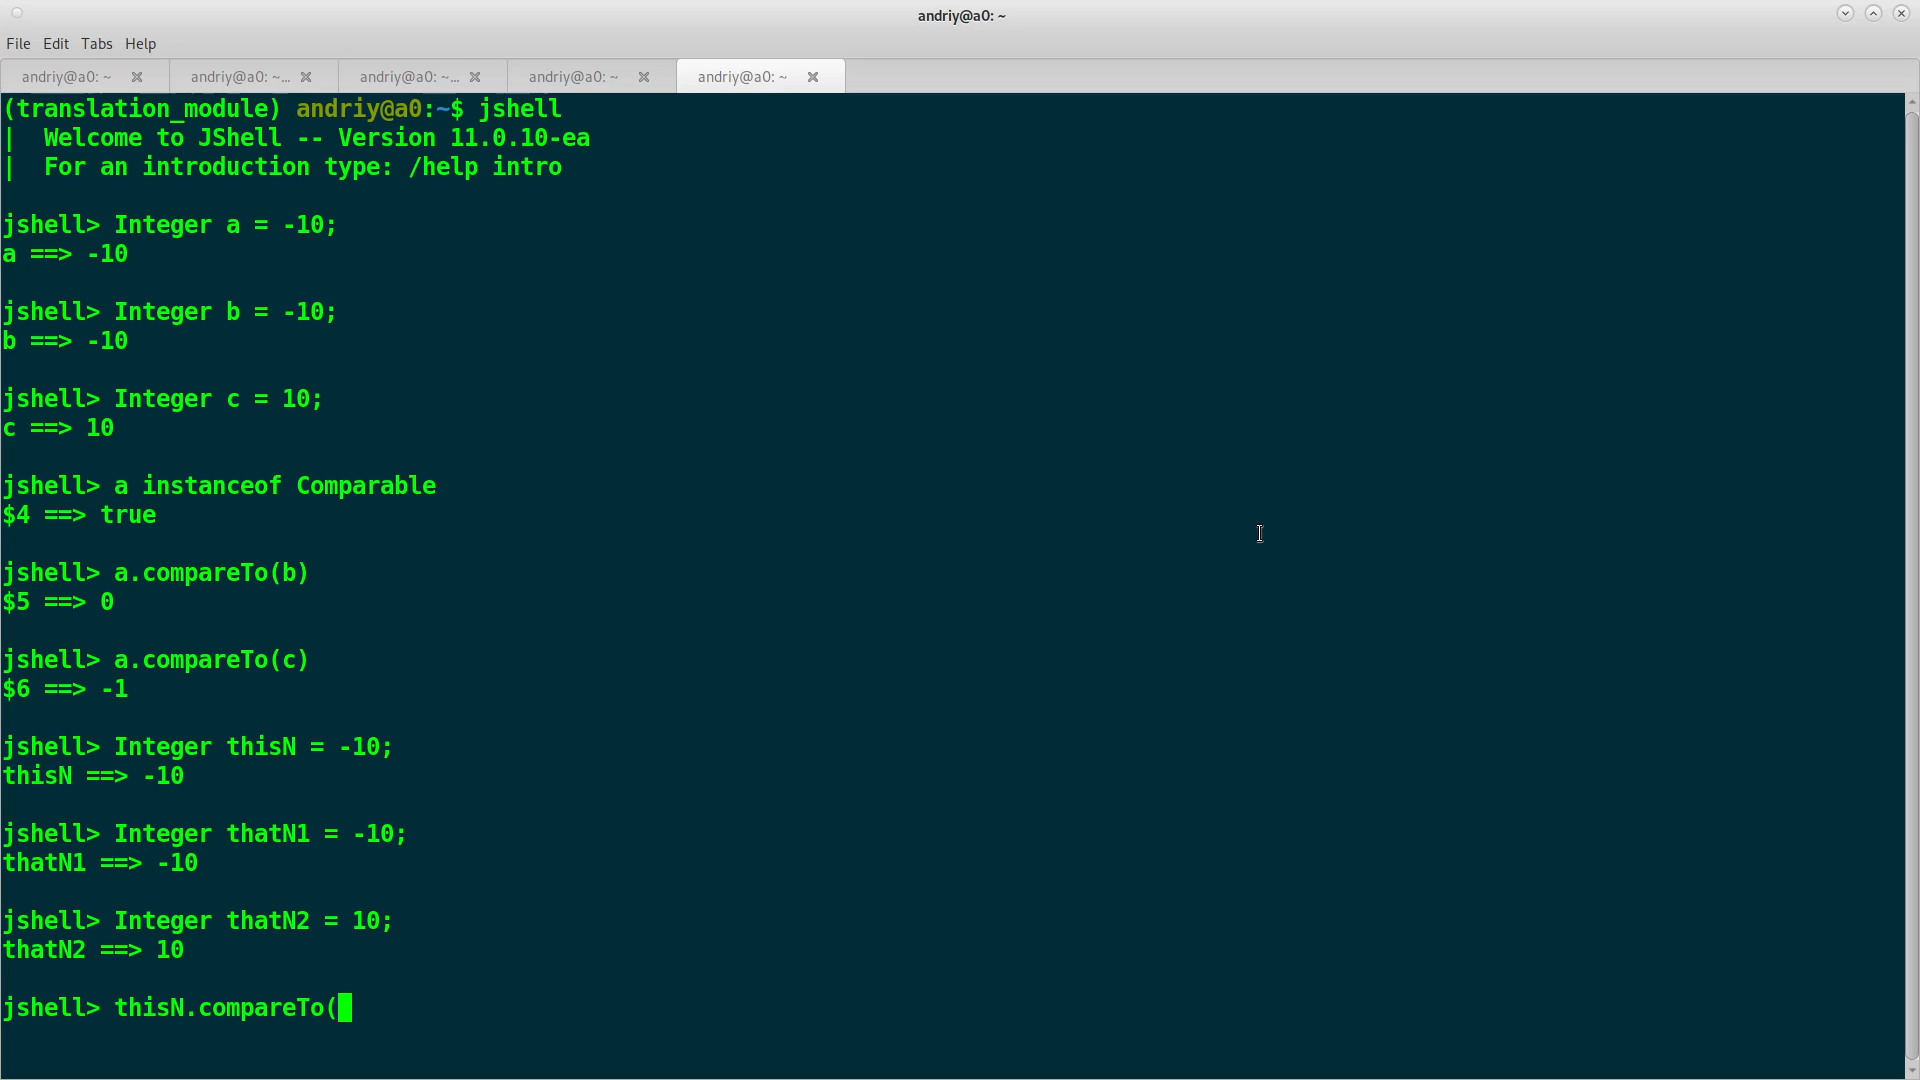 andriy@a0: ~
File Edit Tabs Help
andriy@a0: ~ andriy@a0: ~... andriy@a0: ~... andriy@a0: ~ andriy@a0: ~
(translation_module) andriy@a0:~$ jshell
|  Welcome to JShell -- Version 11.0.10-ea
|  For an introduction type: /help intro
jshell> Integer a = -10;
a ==> -10
jshell> Integer b = -10;
b ==> -10
jshell> Integer c = 10;
c ==> 10
jshell> a instanceof Comparable
$4 ==> true
jshell> a.compareTo(b)
$5 ==> 0
jshell> a.compareTo(c)
$6 ==> -1
jshell> Integer thisN = -10;
thisN ==> -10
jshell> Integer thatN1 = -10;
thatN1 ==> -10
jshell> Integer thatN2 = 10;
thatN2 ==> 10
jshell> thisN.compareTo(